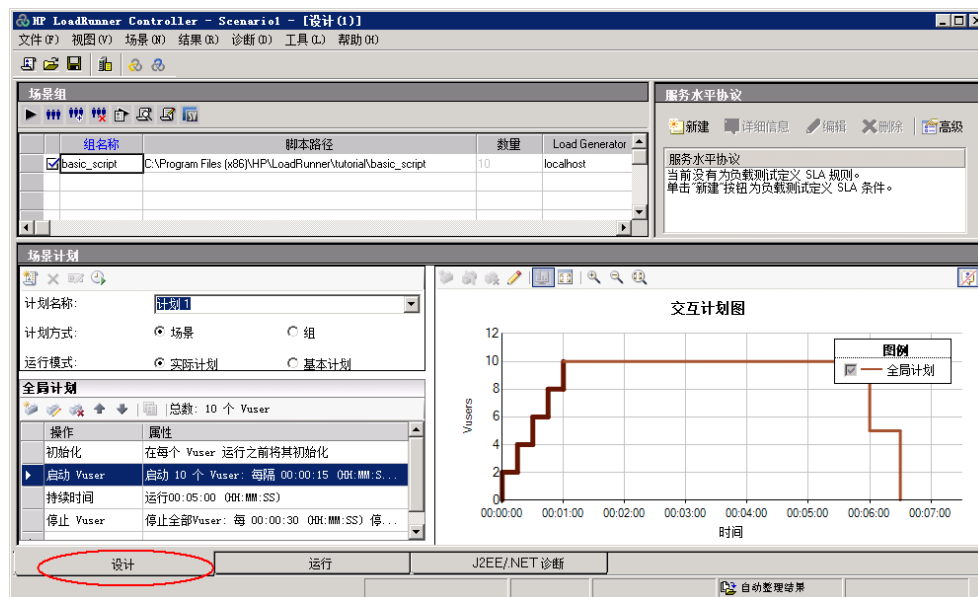 HP LoadRunner Controller - Scenario1 - [设计(1)]
文件(F) 视图(V) 场景(N) 结果(R) 诊断(D) 工具(L) 帮助(H)
场景组
组名称 脚本路径 数量 Load Generator
basic_script C:\Program Files (x86)\HP\LoadRunner\tutorial\basic_script 10 localhost
服务水平协议
新建 详细信息 编辑 删除 高级
服务水平协议
当前没有为负载测试定义 SLA 规则。
单击“新建”按钮为负载测试定义 SLA 条件。
场景计划
计划名称: 计划 1
计划方式: 场景 组
运行模式: 实际计划 基本计划
全局计划
总数: 10 个 Vuser
操作 属性
初始化 在每个 Vuser 运行之前将其初始化
启动 Vuser 启动 10 个 Vuser: 每隔 00:00:15 (HH:MM:S...
持续时间 运行00:05:00 (HH:MM:SS)
停止 Vuser 停止全部Vuser: 每 00:00:30 (HH:MM:SS) 停...
交互计划图
Vusers
12
10
8
6
4
2
0
00:00:00 00:01:00 00:02:00 00:03:00 00:04:00 00:05:00 00:06:00 00:07:00
时间
图例
全局计划
设计 运行 J2EE/.NET 诊断
自动整理结果